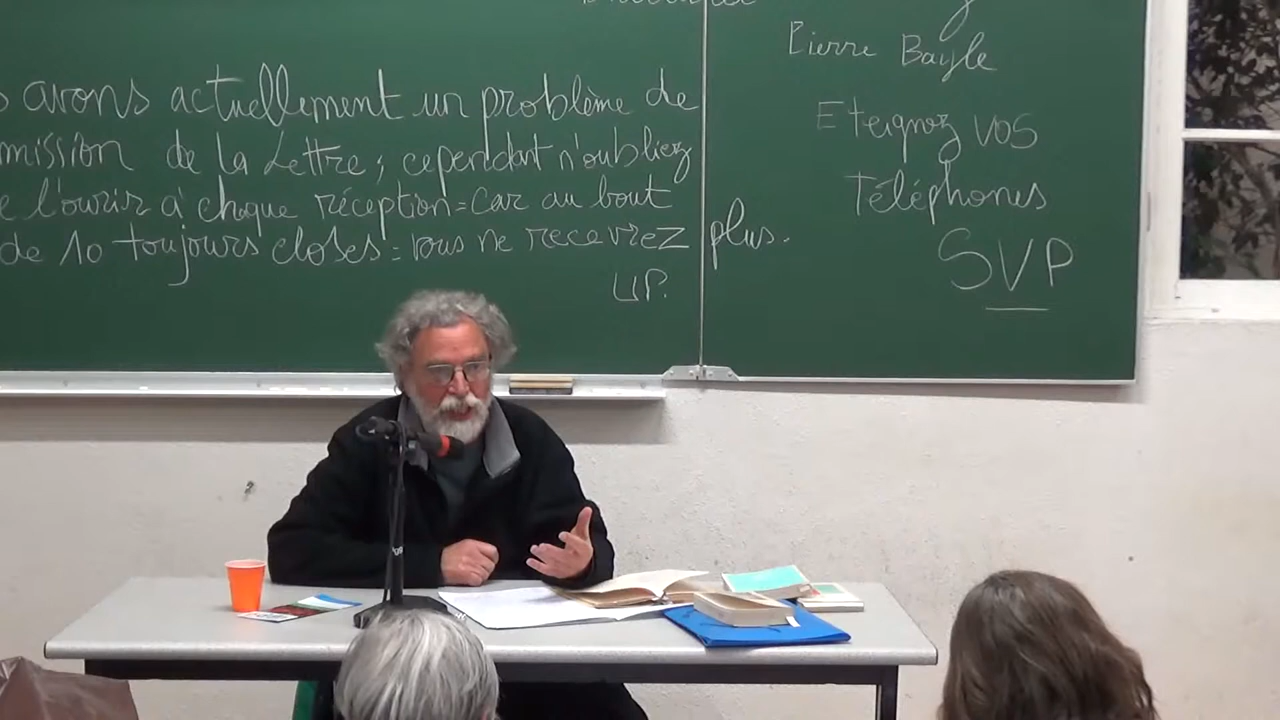 Pierre Bayle
avons actuellement un problème de
mission de la Lettre ; cependant n'oubliez
e l'ouvrir à chaque réception = car au bout
de 10 toujours closes = vous ne recevrez plus.
UP.
Eteignez vos
Téléphones
SVP